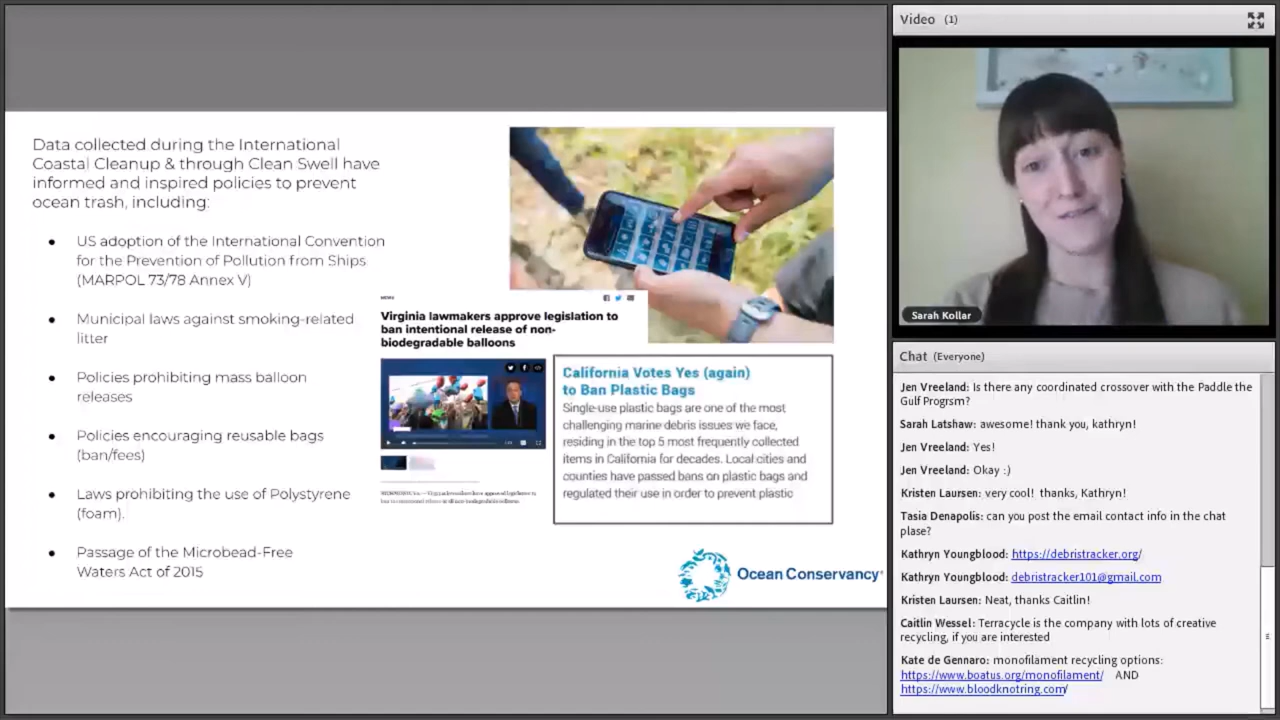 Data collected during the International
Coastal Cleanup & through Clean Swell have
informed and inspired policies to prevent
ocean trash, including:
● US adoption of the International Convention
for the Prevention of Pollution from Ships
(MARPOL 73/78 Annex V)
● Municipal laws against smoking-related
litter
● Policies prohibiting mass balloon
releases
● Policies encouraging reusable bags
(ban/fees)
● Laws prohibiting the use of Polystyrene
(foam).
● Passage of the Microbead-Free
Waters Act of 2015
NEWS
Virginia lawmakers approve legislation to
ban intentional release of non-
biodegradable balloons
California Votes Yes (again)
to Ban Plastic Bags
Single-use plastic bags are one of the most
challenging marine debris issues we face,
residing in the top 5 most frequently collected
items in California for decades. Local cities and
counties have passed bans on plastic bags and
regulated their use in order to prevent plastic
Ocean Conservancy
Video (1)
Sarah Kollar
Chat (Everyone)
Jen Vreeland: Is there any coordinated crossover with the Paddle the
Gulf Progrsm?
Sarah Latshaw: awesome! thank you, kathryn!
Jen Vreeland: Yes!
Jen Vreeland: Okay :)
Kristen Laursen: very cool! thanks, Kathryn!
Tasia Denapolis: can you post the email contact info in the chat
plase?
Kathryn Youngblood: https://debristracker.org/
Kathryn Youngblood: debristracker101@gmail.com
Kristen Laursen: Neat, thanks Caitlin!
Caitlin Wessel: Terracycle is the company with lots of creative
recycling, if you are interested
Kate de Gennaro: monofilament recycling options:
https://www.boatus.org/monofilament/ AND
https://www.bloodknotring.com/